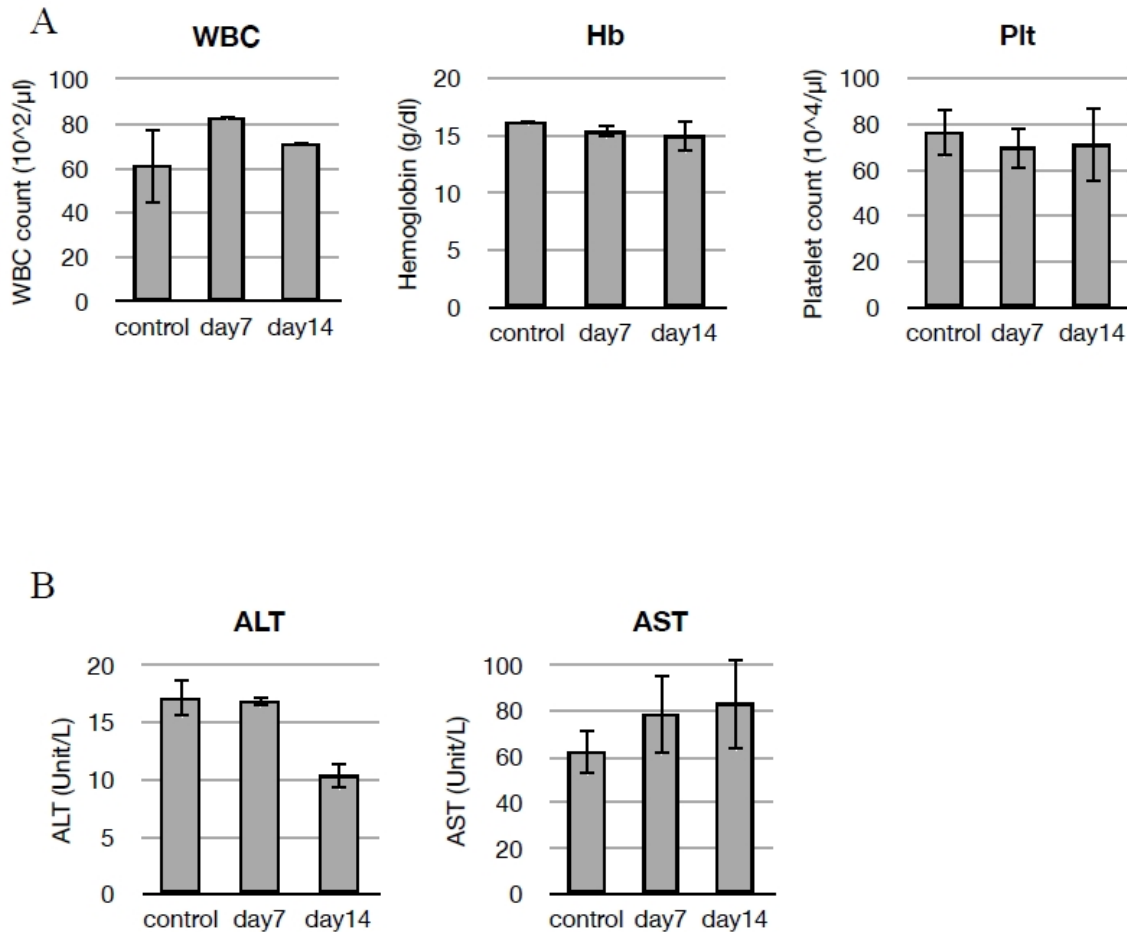 A
WBC
WBC count (10^2/µl)
100
80
60
40
20
0
control day7 day14
Hb
Hemoglobin (g/dl)
20
15
10
5
0
control day7 day14
Plt
Platelet count (10^4/µl)
100
80
60
40
20
0
control day7 day14
B
ALT
ALT (Unit/L)
20
15
10
5
0
control day7 day14
AST
AST (Unit/L)
100
80
60
40
20
0
control day7 day14